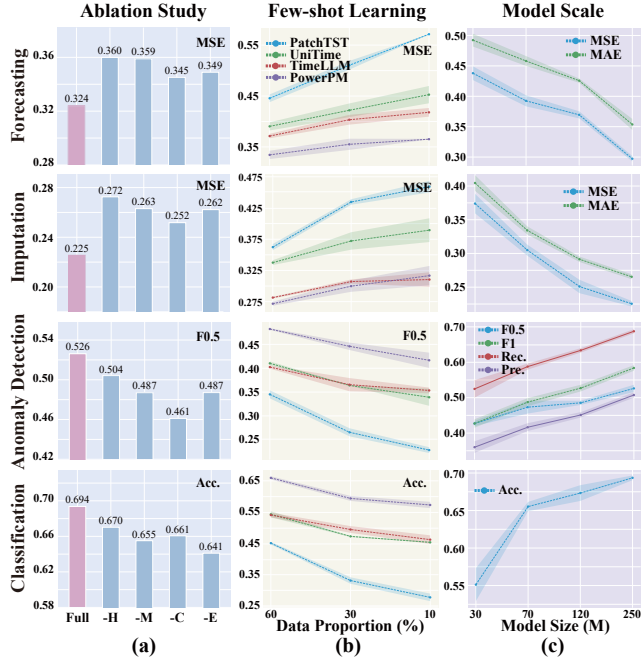 Ablation Study
Few-shot Learning
Model Scale
Forecasting
0.36
0.32
0.28
MSE
0.324
0.360
0.359
0.345
0.349
0.55
0.45
0.35
PatchTST
UniTime
TimeLLM
PowerPM
MSE
0.50
0.45
0.40
0.35
0.30
MSE
MAE
Imputation
0.28
0.24
0.20
MSE
0.225
0.272
0.263
0.252
0.262
0.475
0.425
0.375
0.325
0.275
MSE
0.40
0.35
0.30
0.25
MSE
MAE
Anomaly Detection
0.54
0.50
0.46
0.42
F0.5
0.526
0.504
0.487
0.461
0.487
0.45
0.40
0.35
0.30
0.25
F0.5
0.70
0.60
0.50
0.40
F0.5
F1
Rec.
Pre.
Classification
0.70
0.66
0.62
0.58
Acc.
0.694
0.670
0.655
0.661
0.641
Full
-H
-M
-C
-E
0.65
0.55
0.45
0.35
0.25
Acc.
60
30
10
Data Proportion (%)
0.70
0.65
0.60
0.55
Acc.
30
70
120
250
Model Size (M)
(a)
(b)
(c)